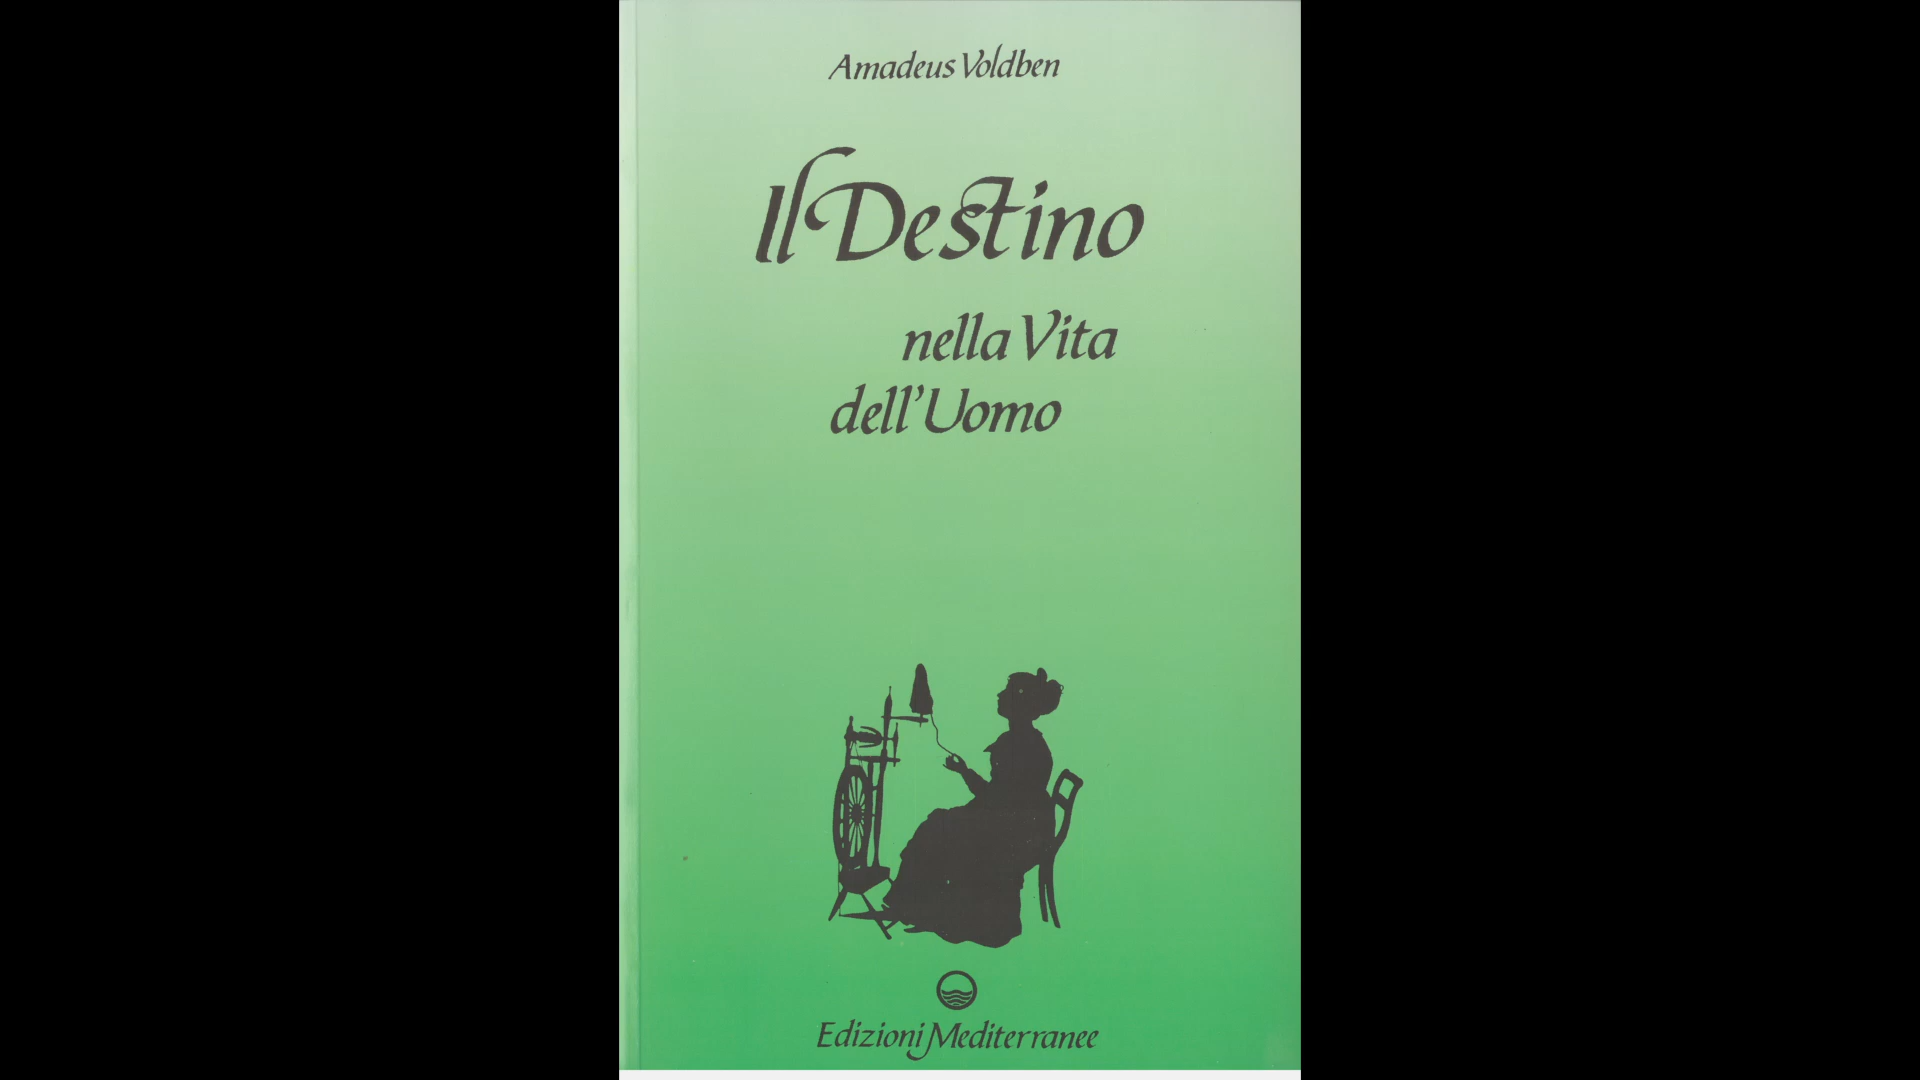 Amadeus Voldben
Il Destino
nella Vita
dell'Uomo
Edizioni Mediterranee